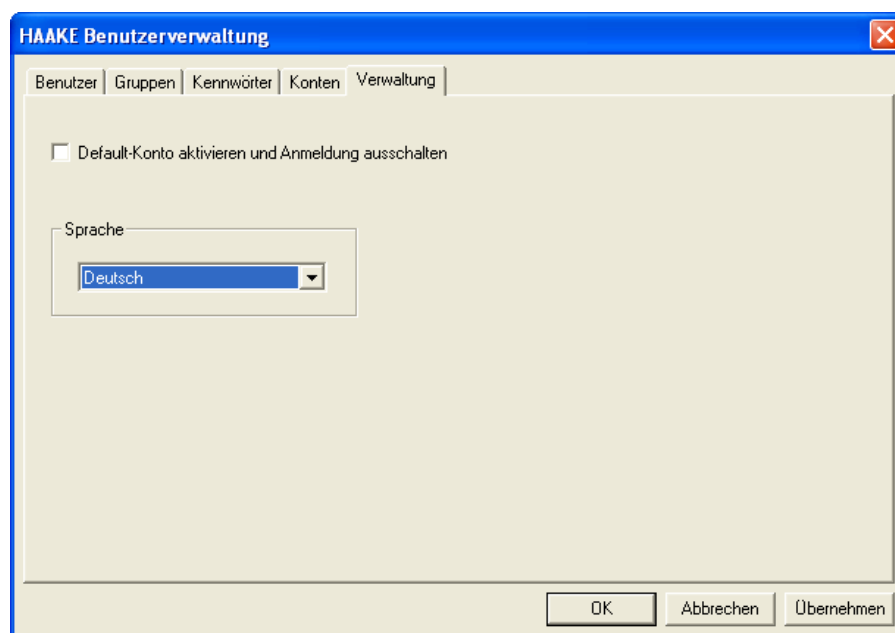 HAAKE Benutzerverwaltung
Benutzer Gruppen Kennwörter Konten Verwaltung
Default-Konto aktivieren und Anmeldung ausschalten
Sprache
Deutsch
OK Abbrechen Übernehmen